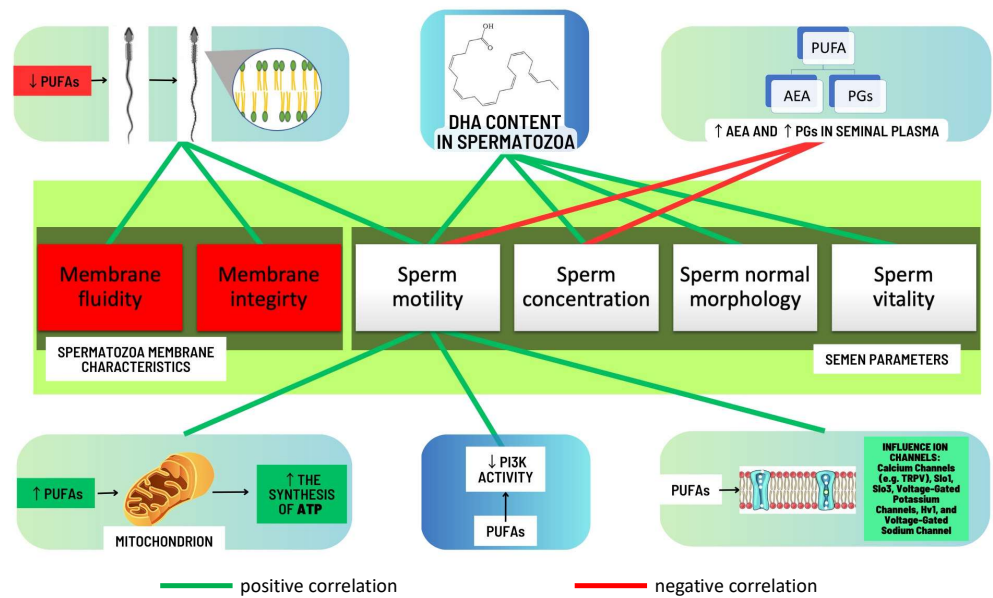 ↓ PUFAs
OH
O
DHA CONTENT
IN SPERMATOZOA
PUFA
AEA
PGs
↑ AEA AND ↑ PGs IN SEMINAL PLASMA
Membrane
fluidity
Membrane
integirty
Sperm
motility
Sperm
concentration
Sperm normal
morphology
Sperm
vitality
SPERMATOZOA MEMBRANE
CHARACTERISTICS
SEMEN PARAMETERS
↑ PUFAs
MITOCHONDRION
↑ THE
SYNTHESIS
OF ATP
↓ PI3K
ACTIVITY
PUFAs
PUFAs
INFLUENCE ION
CHANNELS:
Calcium Channels
(e.g. TRPV), Slo1,
Slo3, Voltage-Gated
Potassium
Channels, Hv1, and
Voltage-Gated
Sodium Channel
positive correlation
negative correlation